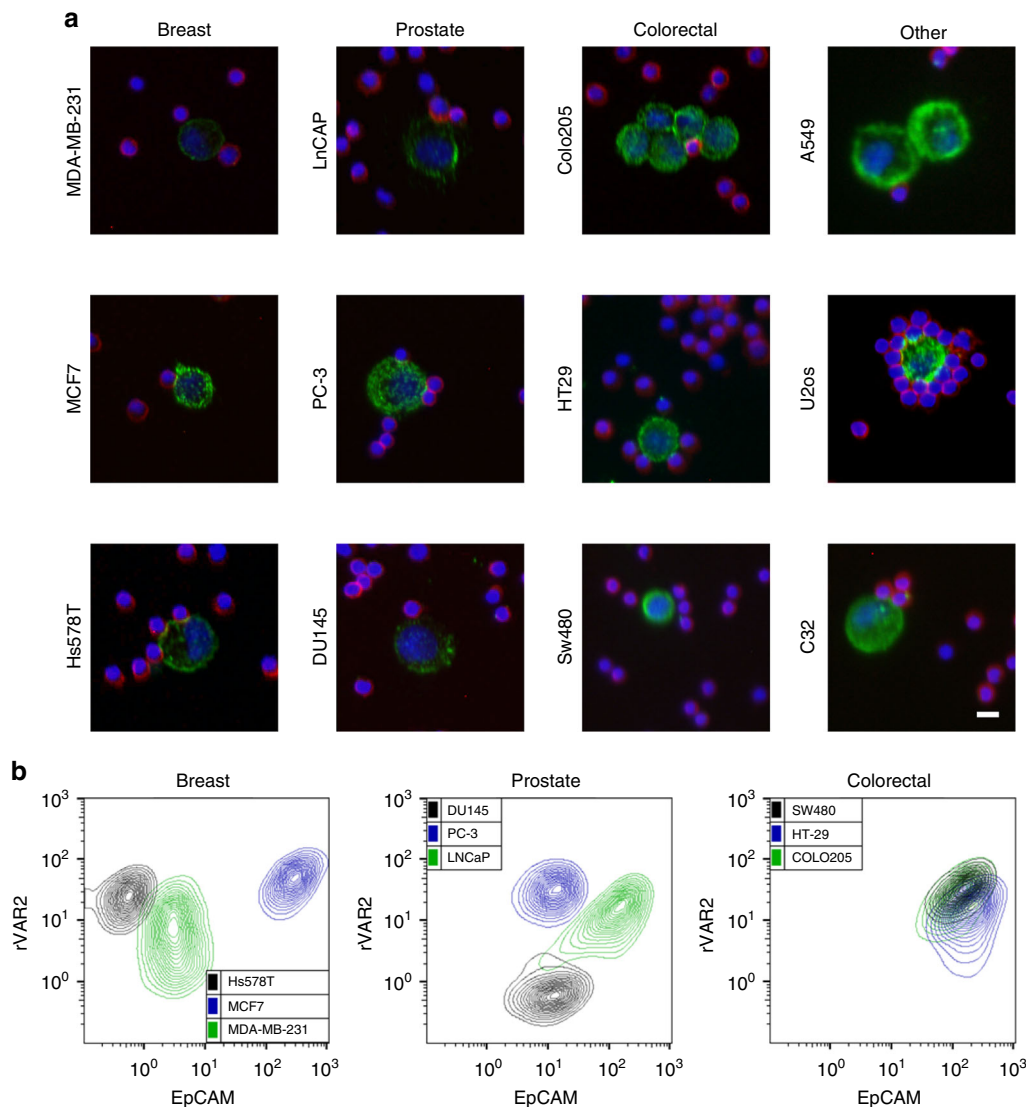 a
Breast
Prostate
Colorectal
Other
MDA-MB-231
LnCAP
Colo205
A549
MCF7
PC-3
HT29
U2os
Hs578T
DU145
Sw480
C32
b
Breast
Prostate
Colorectal
rVAR2
10³
10²
10¹
10⁰
Hs578T
MCF7
MDA-MB-231
10⁰
10¹
10²
10³
EpCAM
rVAR2
10³
10²
10¹
10⁰
DU145
PC-3
LNCaP
10⁰
10¹
10²
10³
EpCAM
rVAR2
10³
10²
10¹
10⁰
SW480
HT-29
COLO205
10⁰
10¹
10²
10³
EpCAM